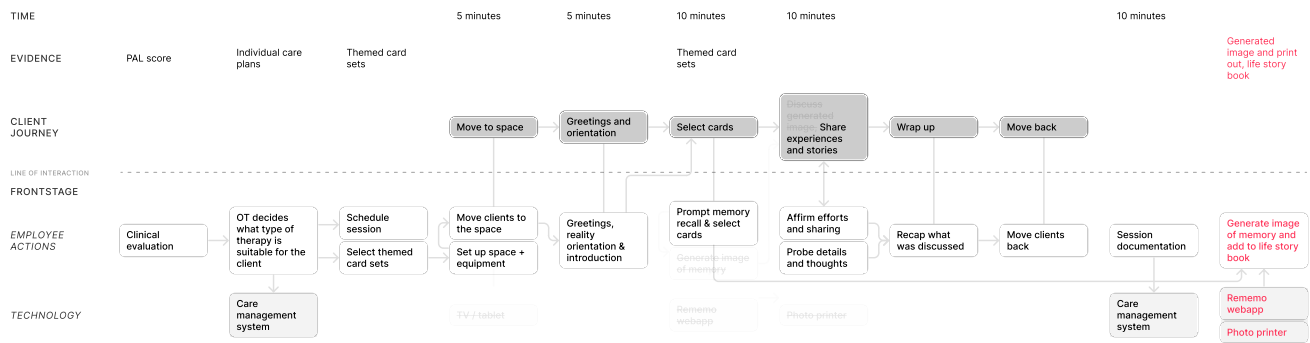 TIME
5 minutes
5 minutes
10 minutes
10 minutes
10 minutes
EVIDENCE
PAL score
Individual care
plans
Themed card
sets
Themed card
sets
Generated
image and print
out, life story
book
CLIENT
JOURNEY
Move to space
Greetings and
orientation
Select cards
Discuss
generated
image Share
experiences
and stories
Wrap up
Move back
LINE OF INTERACTION
FRONTSTAGE
EMPLOYEE
ACTIONS
Clinical
evaluation
OT decides
what type of
therapy is
suitable for the
client
Schedule
session
Select themed
card sets
Move clients to
the space
Set up space +
equipment
Greetings,
reality
orientation &
introduction
Prompt memory
recall & select
cards
Generate image
of memory
Affirm efforts
and sharing
Probe details
and thoughts
Recap what
was discussed
Move clients
back
Session
documentation
Generate image
of memory and
add to life story
book
TECHNOLOGY
Care
management
system
TV / tablet
Rememo
webapp
Photo printer
Care
management
system
Rememo
webapp
Photo printer